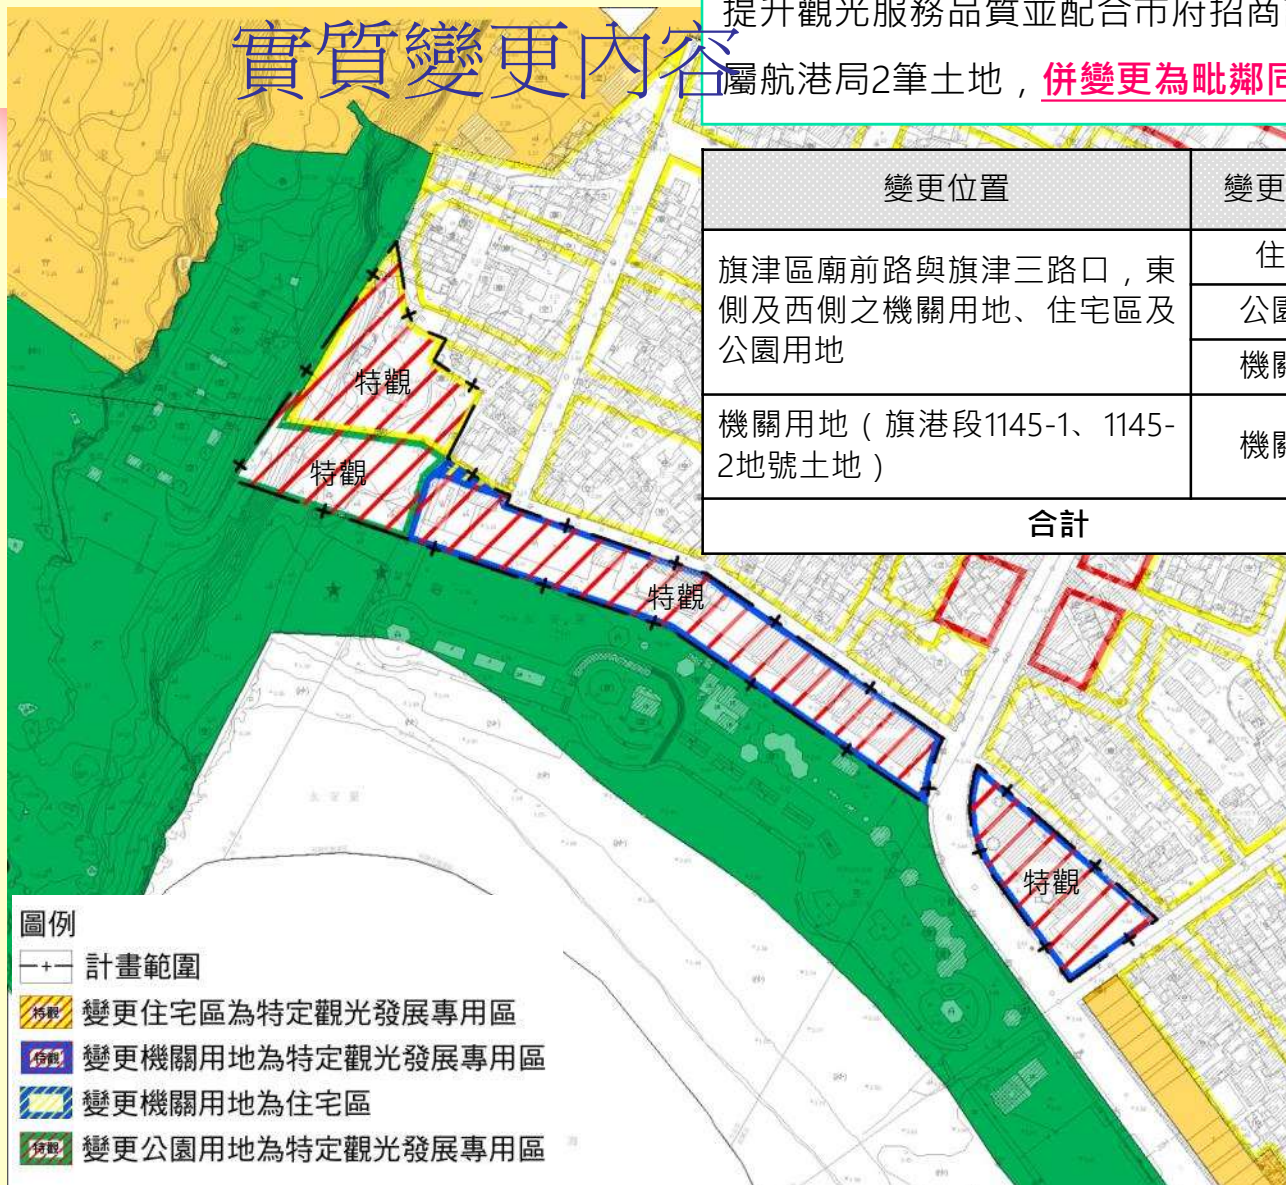 實質變更內容
提升觀光服務品質並配合市府招商
屬航港局2筆土地，併變更為毗鄰同
變更位置
變更
旗津區廟前路與旗津三路口，東
側及西側之機關用地、住宅區及
公園用地
住
公園
機關
機關用地（旗港段1145-1、1145-
2地號土地）
機關
合計
特觀
特觀
特觀
特觀
圖例
計畫範圍
特觀 變更住宅區為特定觀光發展專用區
特觀 變更機關用地為特定觀光發展專用區
變更機關用地為住宅區
特觀 變更公園用地為特定觀光發展專用區